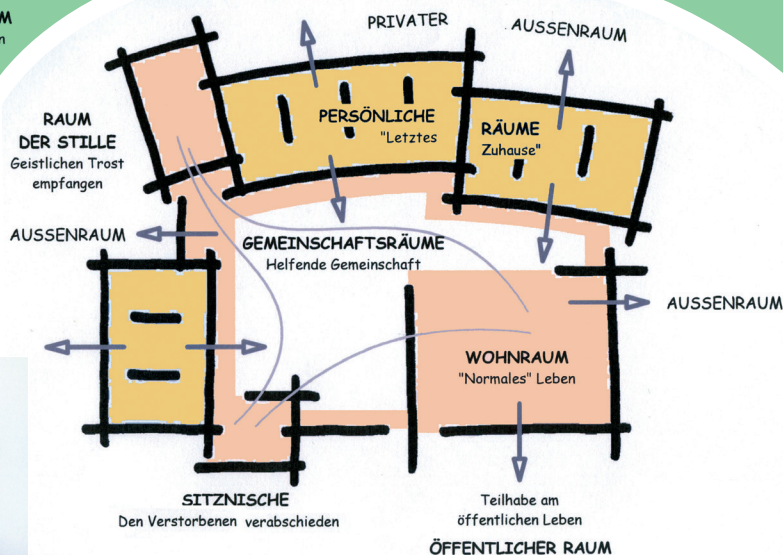 M
n
PRIVATER
AUSSENRAUM
RAUM
DER STILLE
Geistlichen Trost
empfangen
PERSÖNLICHE
"Letztes
RÄUME
Zuhause"
AUSSENRAUM
GEMEINSCHAFTSRÄUME
Helfende Gemeinschaft
AUSSENRAUM
WOHNRAUM
"Normales" Leben
SITZNISCHE
Den Verstorbenen verabschieden
Teilhabe am
öffentlichen Leben
ÖFFENTLICHER RAUM